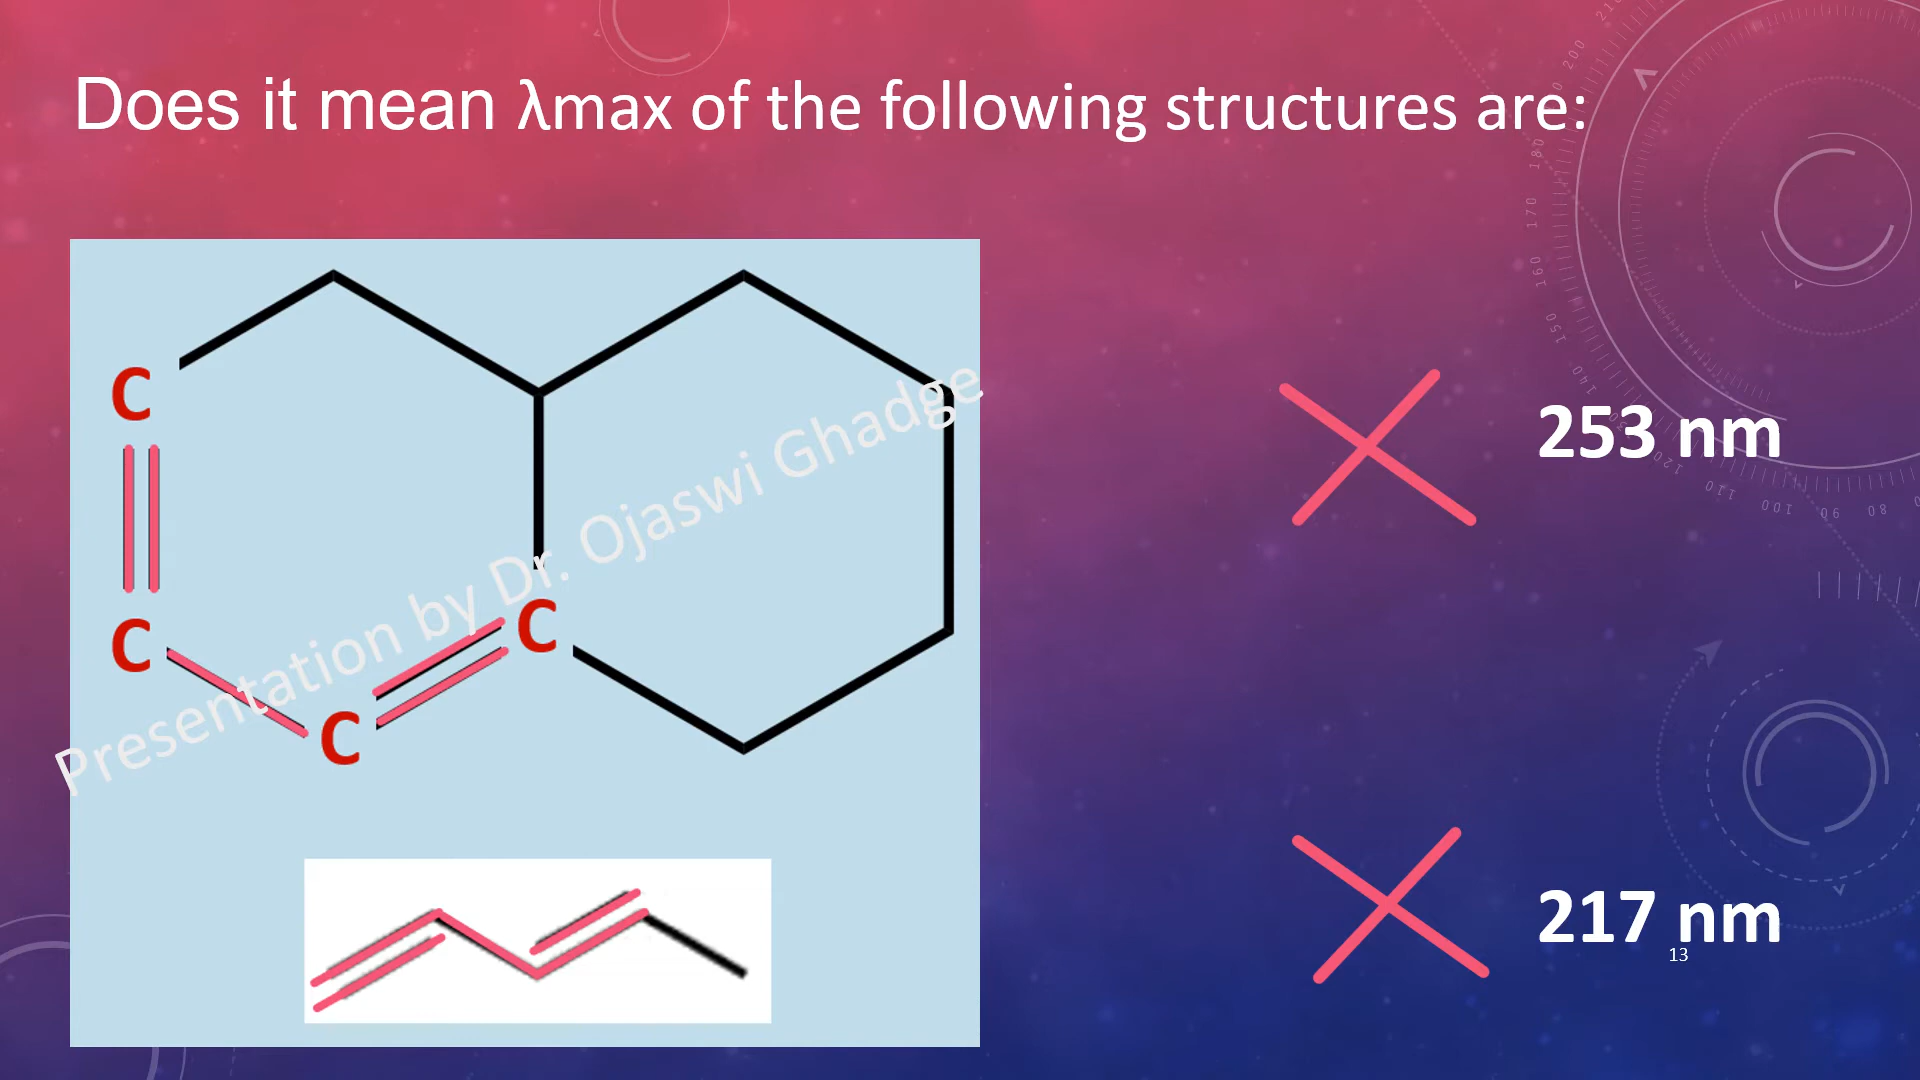 Does it mean λmax of the following structures are:
C
C
C
C
Presentation by Dr. Ojaswi Ghadge
253 nm
217 nm
13